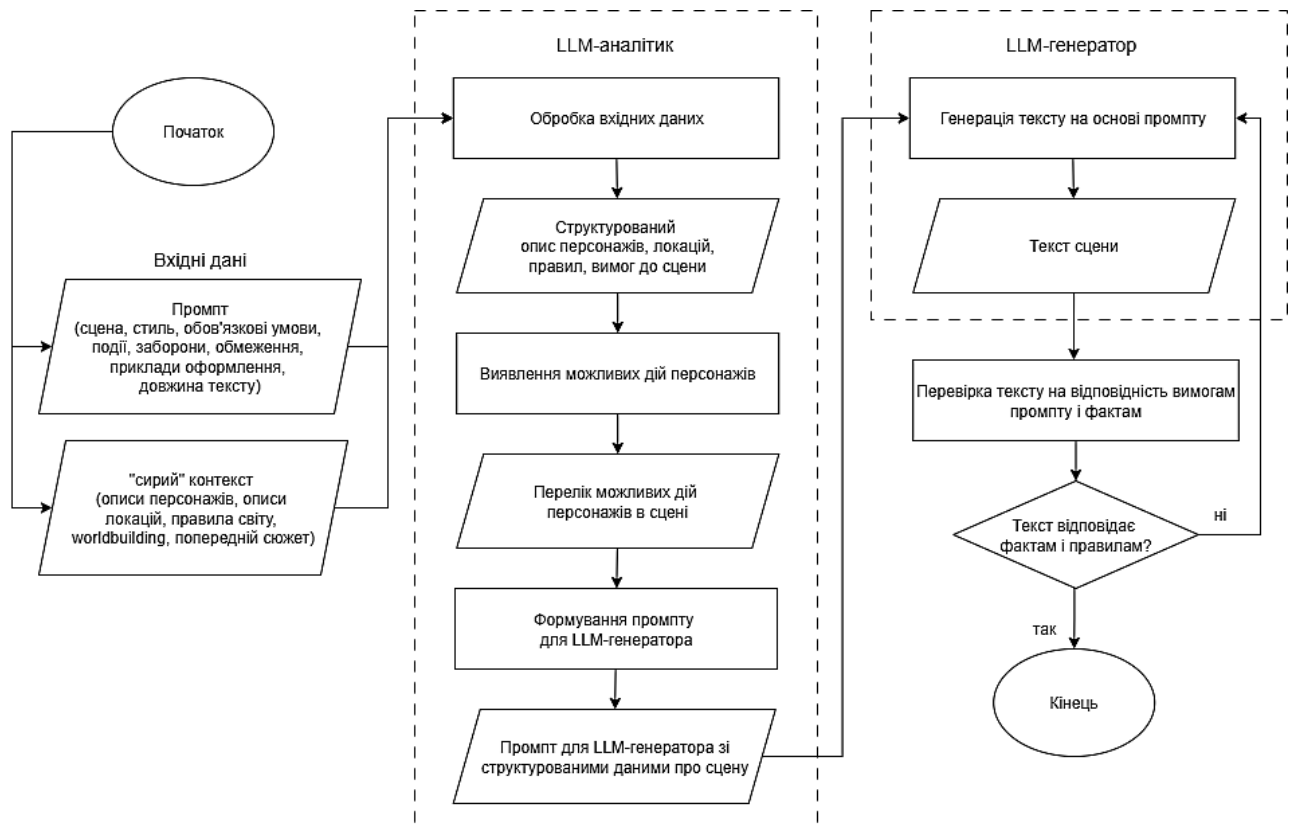 Початок
Вхідні дані
Промпт
(сцена, стиль, обов'язкові умови,
події, заборони, обмеження,
приклади оформлення,
довжина тексту)
"сирий" контекст
(описи персонажів, описи
локацій, правила світу,
worldbuilding, попередній сюжет)
LLM-аналітик
Обробка вхідних даних
Структурований
опис персонажів, локацій,
правил, вимог до сцени
Виявлення можливих дій персонажів
Перелік можливих дій
персонажів в сцені
Формування промпту
для LLM-генератора
Промпт для LLM-генератора зі
структурованими даними про сцену
LLM-генератор
Генерація тексту на основі промпту
Текст сцени
Перевірка тексту на відповідність вимогам
промпту і фактам
Текст відповідає
фактам і правилам?
ні
так
Кінець